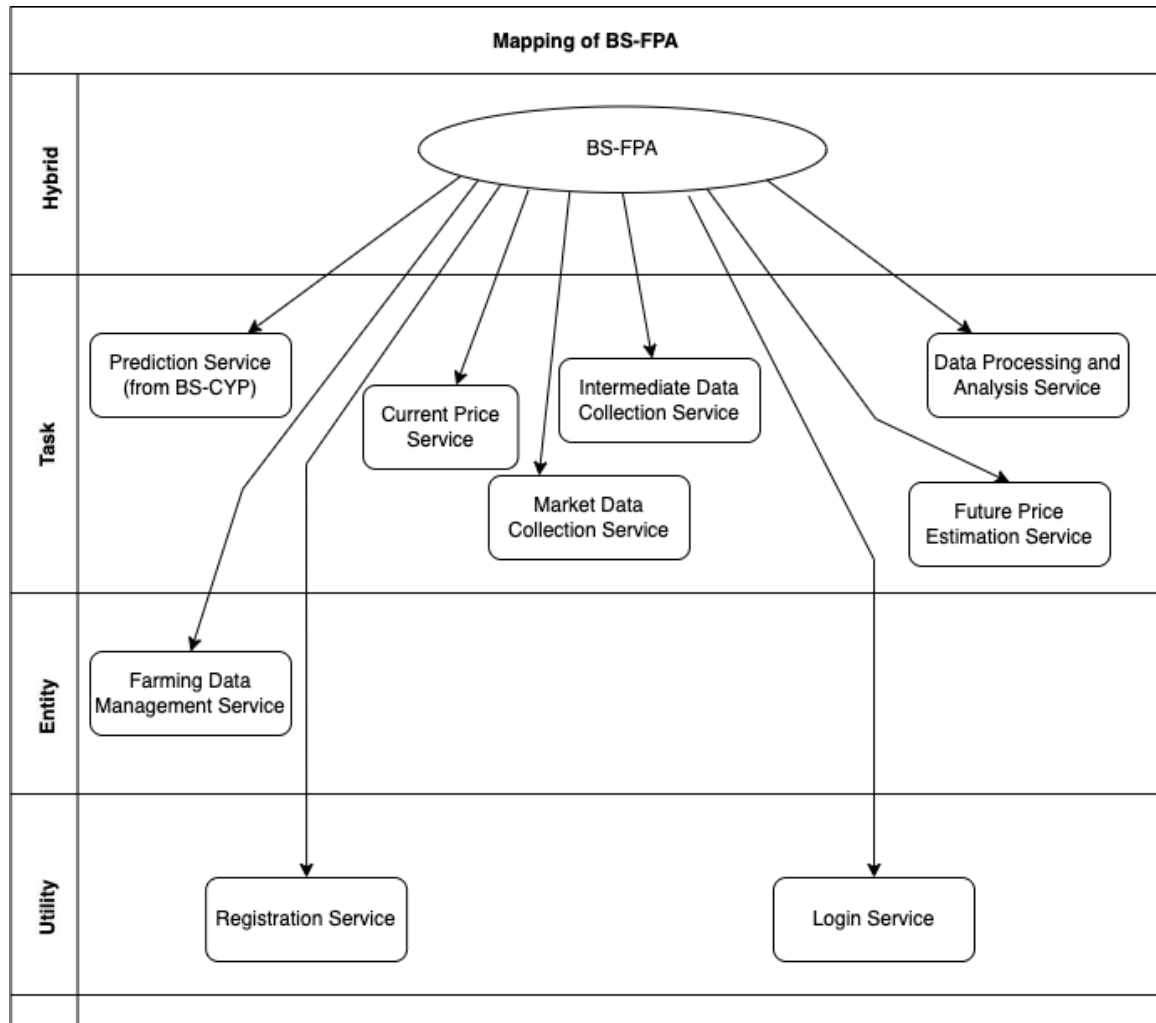 Mapping of BS-FPA
Hybrid
BS-FPA
Task
Prediction Service
(from BS-CYP)
Current Price
Service
Intermediate Data
Collection Service
Market Data
Collection Service
Data Processing and
Analysis Service
Future Price
Estimation Service
Entity
Farming Data
Management Service
Utility
Registration Service
Login Service